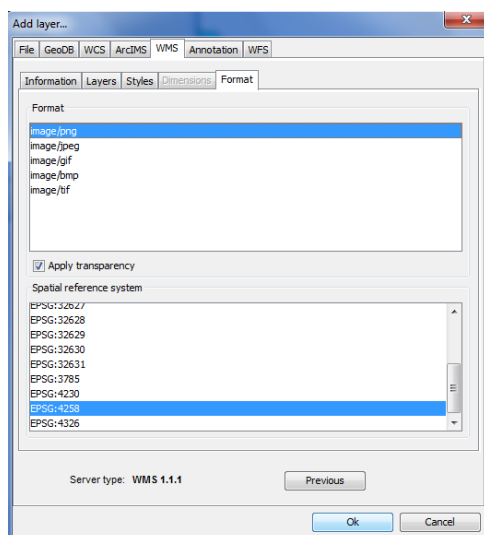 Add layer...
File GeoDB WCS ArcIMS WMS Annotation WFS
Information Layers Styles Dimensions Format
Format
image/png
image/jpeg
image/gif
image/bmp
image/tif
Apply transparency
Spatial reference system
EPSG:32627
EPSG:32628
EPSG:32629
EPSG:32630
EPSG:32631
EPSG:3785
EPSG:4230
EPSG:4258
EPSG:4326
Server type: WMS 1.1.1 Previous
Ok Cancel